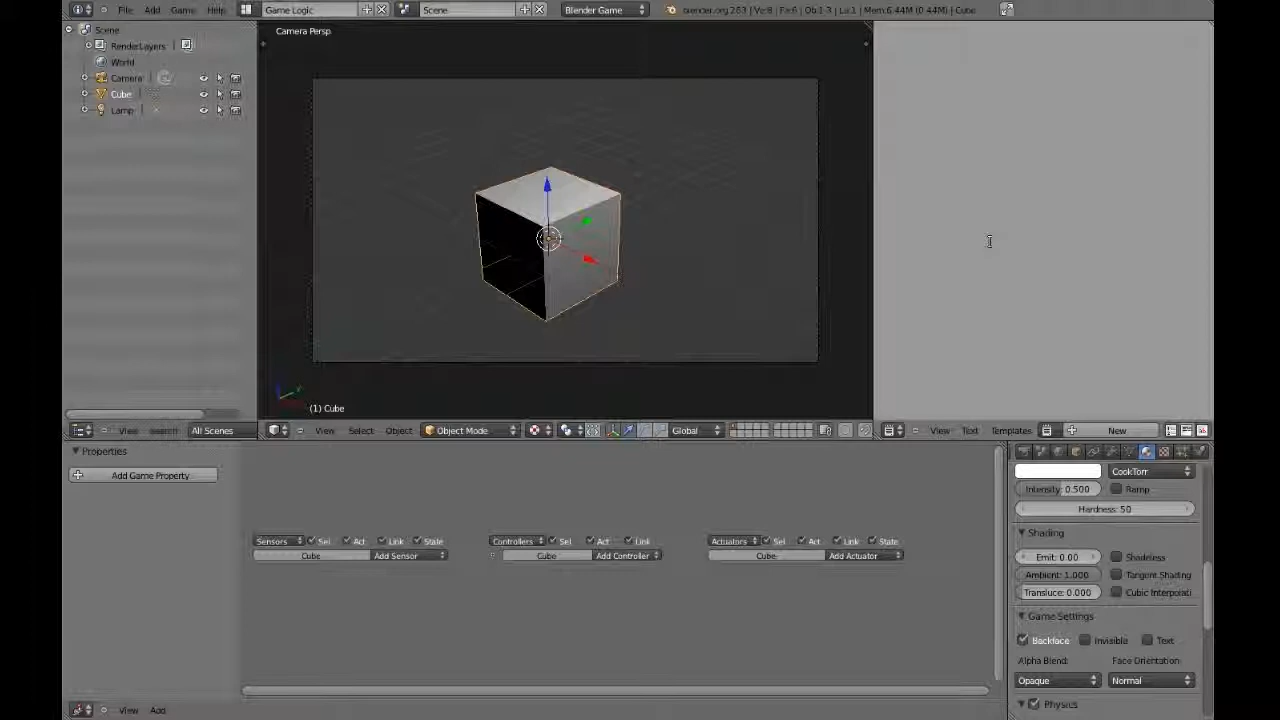 File Add Game Help Game Logic Scene Blender Game blender.org 263 | Ve:8 | Fa:6 | Ob:1-3 | La:1 | Mem:6.44M (0.44M) | Cube
Scene
RenderLayers
World
Camera
Cube
Lamp
Camera Persp
(1) Cube
View Search All Scenes
View Select Object Object Mode Global
View Text Templates New
Properties
Add Game Property
Sensors Sel Act Link State
Cube Add Sensor
Controllers Sel Act Link
Cube Add Controller
Actuators Sel Act Link State
Cube Add Actuator
CookTorr
Intensity: 0.500 Ramp
Hardness: 50
Shading
Emit: 0.00 Shadeless
Ambient: 1.000 Tangent Shading
Transluce: 0.000 Cubic Interpolati
Game Settings
Backface Invisible Text
Alpha Blend: Face Orientation:
Opaque Normal
Physics
View Add